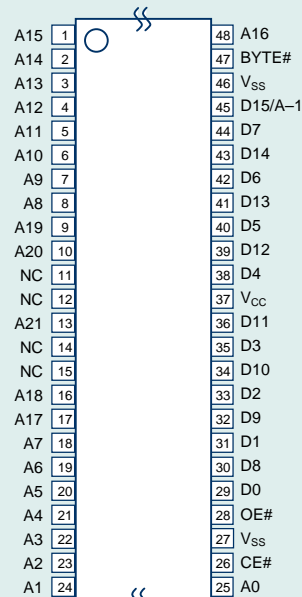 A15 1 48 A16
A14 2 47 BYTE#
A13 3 46 VSS
A12 4 45 D15/A–1
A11 5 44 D7
A10 6 43 D14
A9 7 42 D6
A8 8 41 D13
A19 9 40 D5
A20 10 39 D12
NC 11 38 D4
NC 12 37 VCC
A21 13 36 D11
NC 14 35 D3
NC 15 34 D10
A18 16 33 D2
A17 17 32 D9
A7 18 31 D1
A6 19 30 D8
A5 20 29 D0
A4 21 28 OE#
A3 22 27 VSS
A2 23 26 CE#
A1 24 25 A0